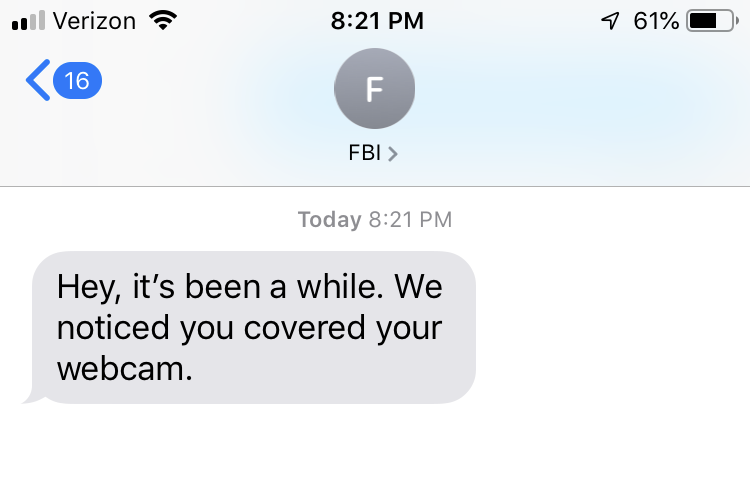 Verizon 8:21 PM 61%
16
F
FBI
Today 8:21 PM
Hey, it’s been a while. We
noticed you covered your
webcam.